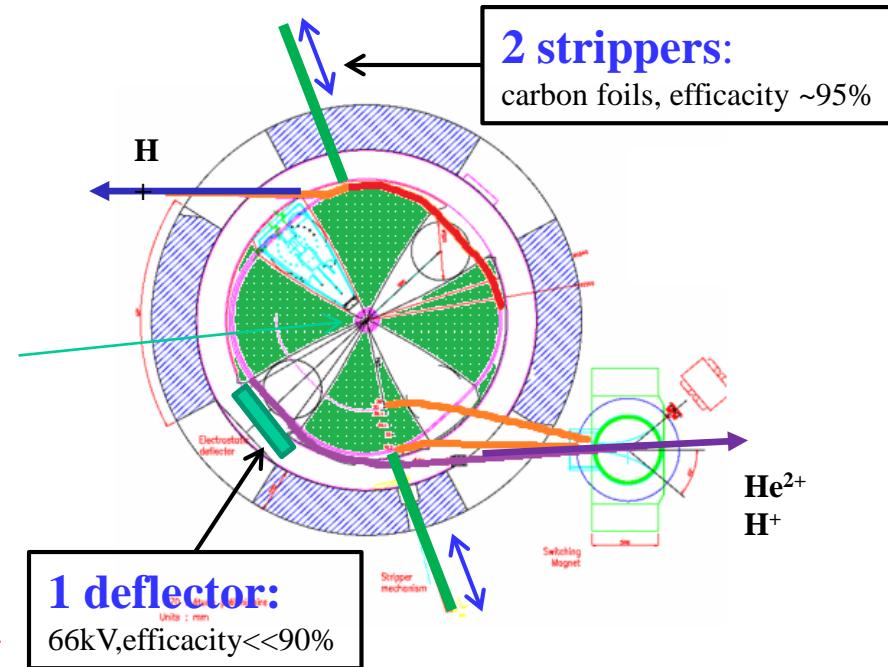 2 strippers:
carbon foils, efficacity ~95%
H
Electrostatic
deflector
He²⁺
H⁺
Switching
Magnet
Stripper
mechanism
1 deflector:
Units : mm
66kV,efficacity<<90%